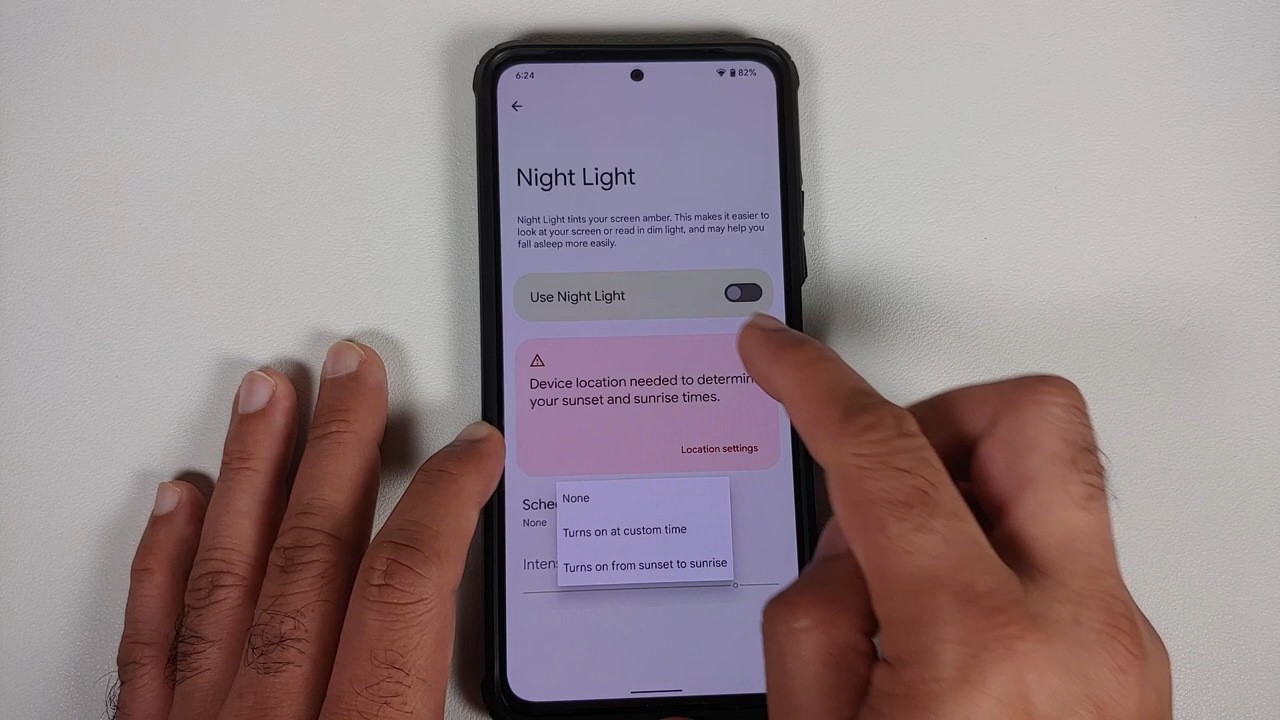 6:24
82%
Night Light
Night Light tints your screen amber. This makes it easier to
look at your screen or read in dim light, and may help you
fall asleep more easily.
Use Night Light
Device location needed to determin
your sunset and sunrise times.
Location settings
Sche
None
None
Turns on at custom time
Inten
Turns on from sunset to sunrise